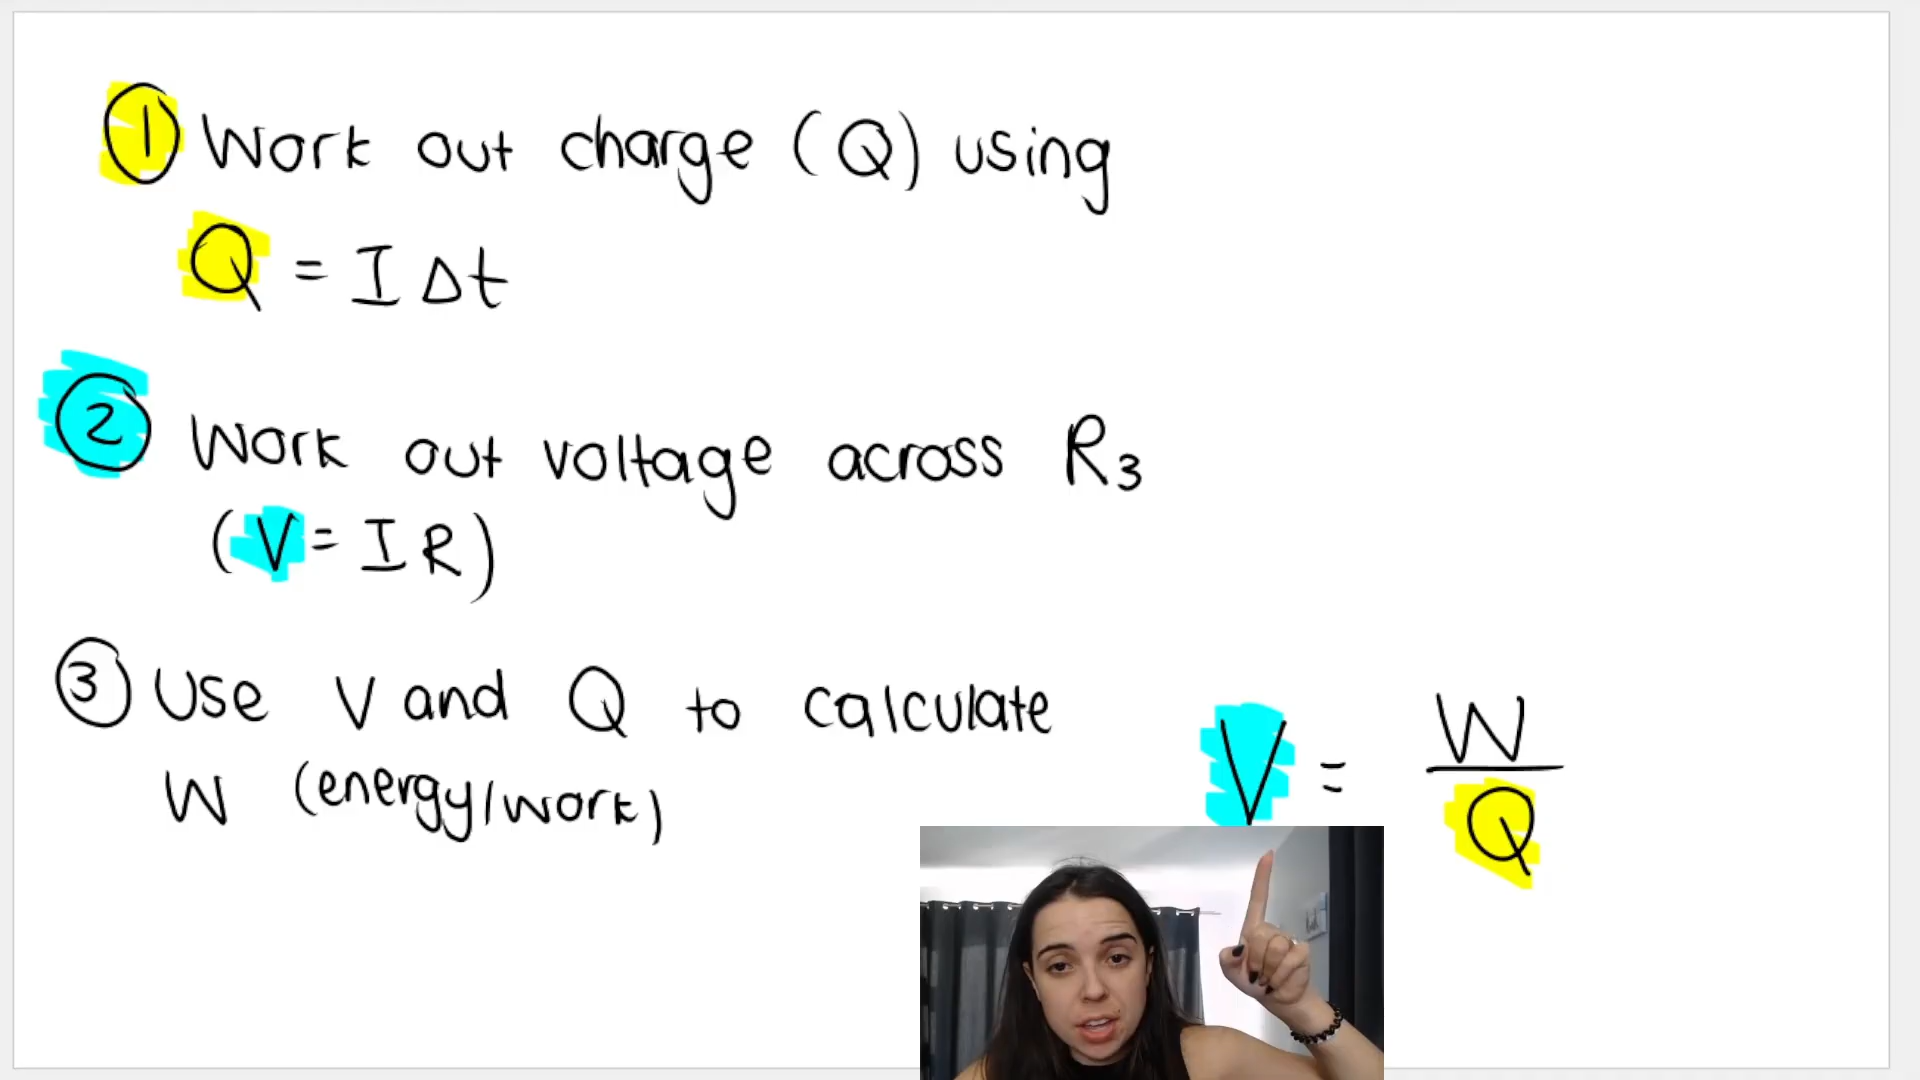 ① Work out charge (Q) using
Q = I Δt
② Work out voltage across R₃
(V = IR)
③ Use V and Q to calculate
W (energy/work)
V = W/Q